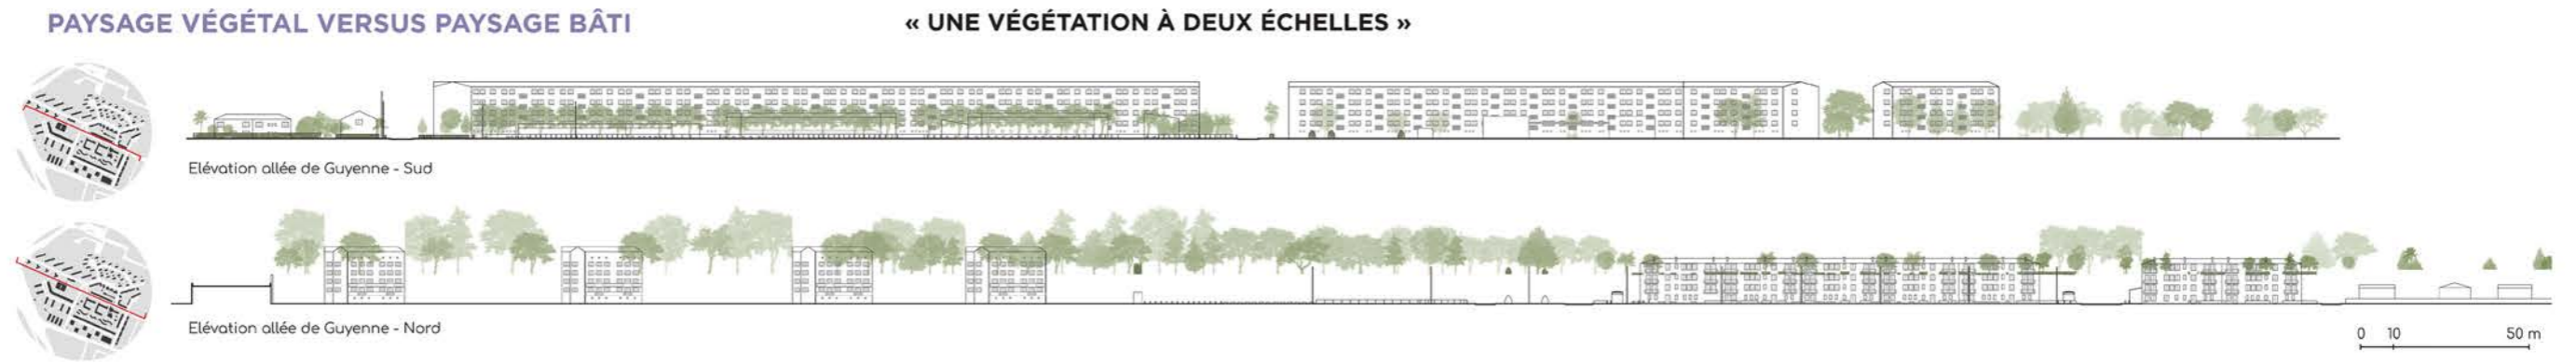 PAYSAGE VÉGÉTAL VERSUS PAYSAGE BÂTI
« UNE VÉGÉTATION À DEUX ÉCHELLES »
Elévation allée de Guyenne - Sud
Elévation allée de Guyenne - Nord
0 10 50 m